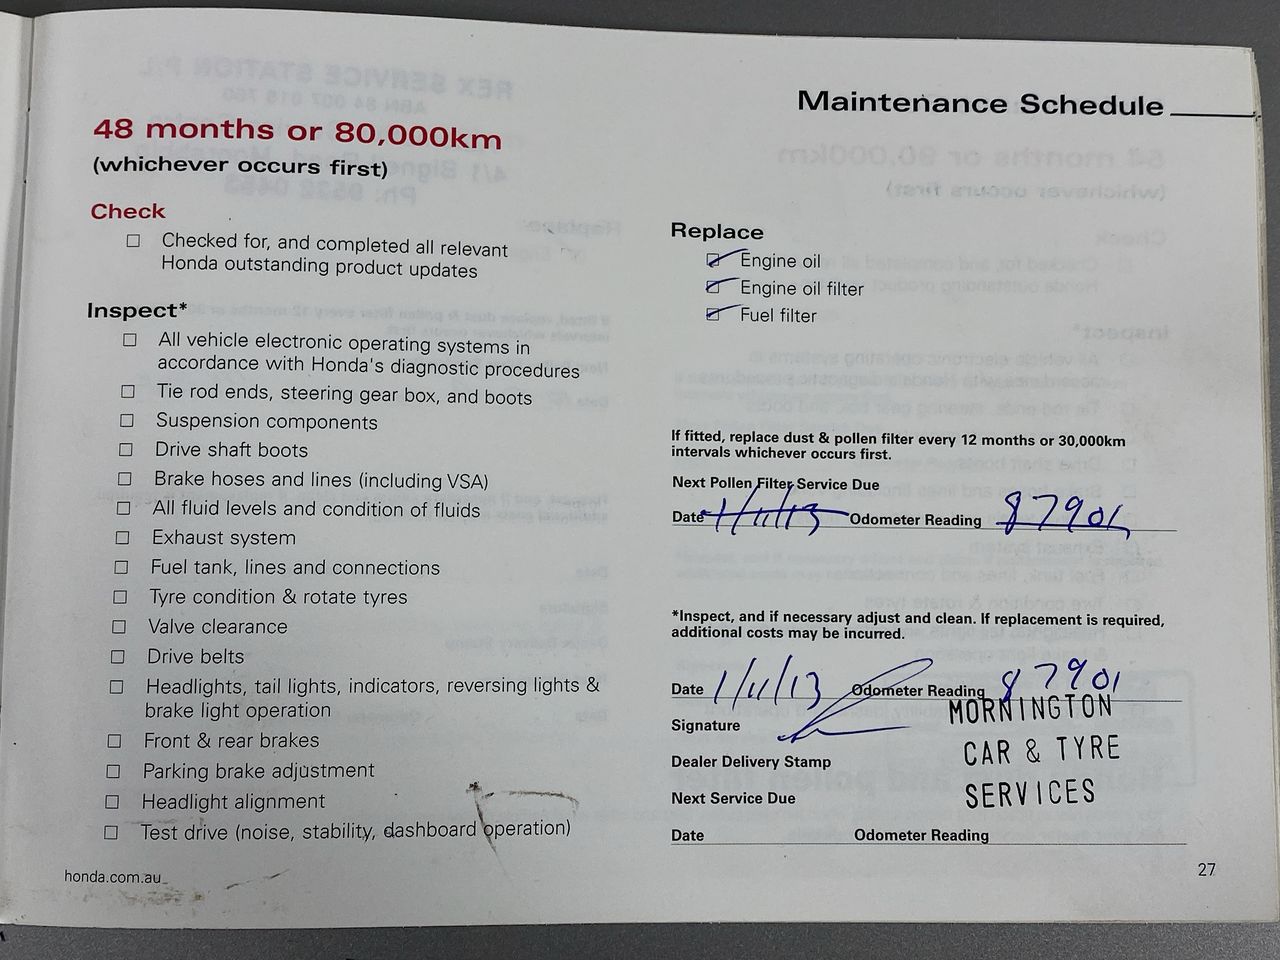 Maintenance Schedule
48 months or 80,000km
(whichever occurs first)
Check
Checked for, and completed all relevant
Honda outstanding product updates
Inspect*
All vehicle electronic operating systems in
accordance with Honda's diagnostic procedures
Tie rod ends, steering gear box, and boots
Suspension components
Drive shaft boots
Brake hoses and lines (including VSA)
All fluid levels and condition of fluids
Exhaust system
Fuel tank, lines and connections
Tyre condition & rotate tyres
Valve clearance
Drive belts
Headlights, tail lights, indicators, reversing lights &
brake light operation
Front & rear brakes
Parking brake adjustment
Headlight alignment
Test drive (noise, stability, dashboard operation)
honda.com.au
Replace
Engine oil
Engine oil filter
Fuel filter
If fitted, replace dust & pollen filter every 12 months or 30,000km
intervals whichever occurs first.
Next Pollen Filter Service Due
Date 1/11/13 Odometer Reading 87901
*Inspect, and if necessary adjust and clean. If replacement is required,
additional costs may be incurred.
Date 1/11/13 Odometer Reading 87901
Signature
MORNINGTON
CAR & TYRE
SERVICES
Dealer Delivery Stamp
Next Service Due
Date Odometer Reading
27